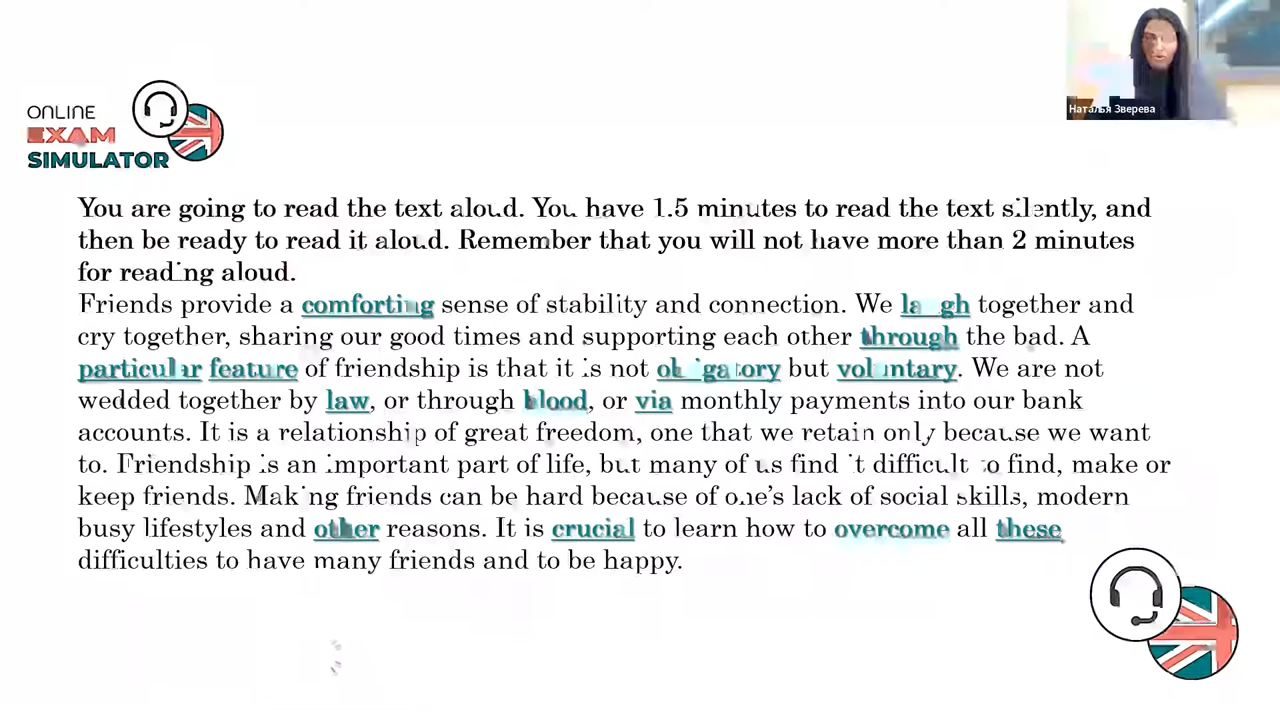 Наталья Зверева
ONLINE
EXAM
SIMULATOR
You are going to read the text aloud. You have 1.5 minutes to read the text silently, and
then be ready to read it aloud. Remember that you will not have more than 2 minutes
for reading aloud.
Friends provide a comforting sense of stability and connection. We laugh together and
cry together, sharing our good times and supporting each other through the bad. A
particular feature of friendship is that it is not obligatory but voluntary. We are not
wedded together by law, or through blood, or via monthly payments into our bank
accounts. It is a relationship of great freedom, one that we retain only because we want
to. Friendship is an important part of life, but many of us find it difficult to find, make or
keep friends. Making friends can be hard because of one's lack of social skills, modern
busy lifestyles and other reasons. It is crucial to learn how to overcome all these
difficulties to have many friends and to be happy.